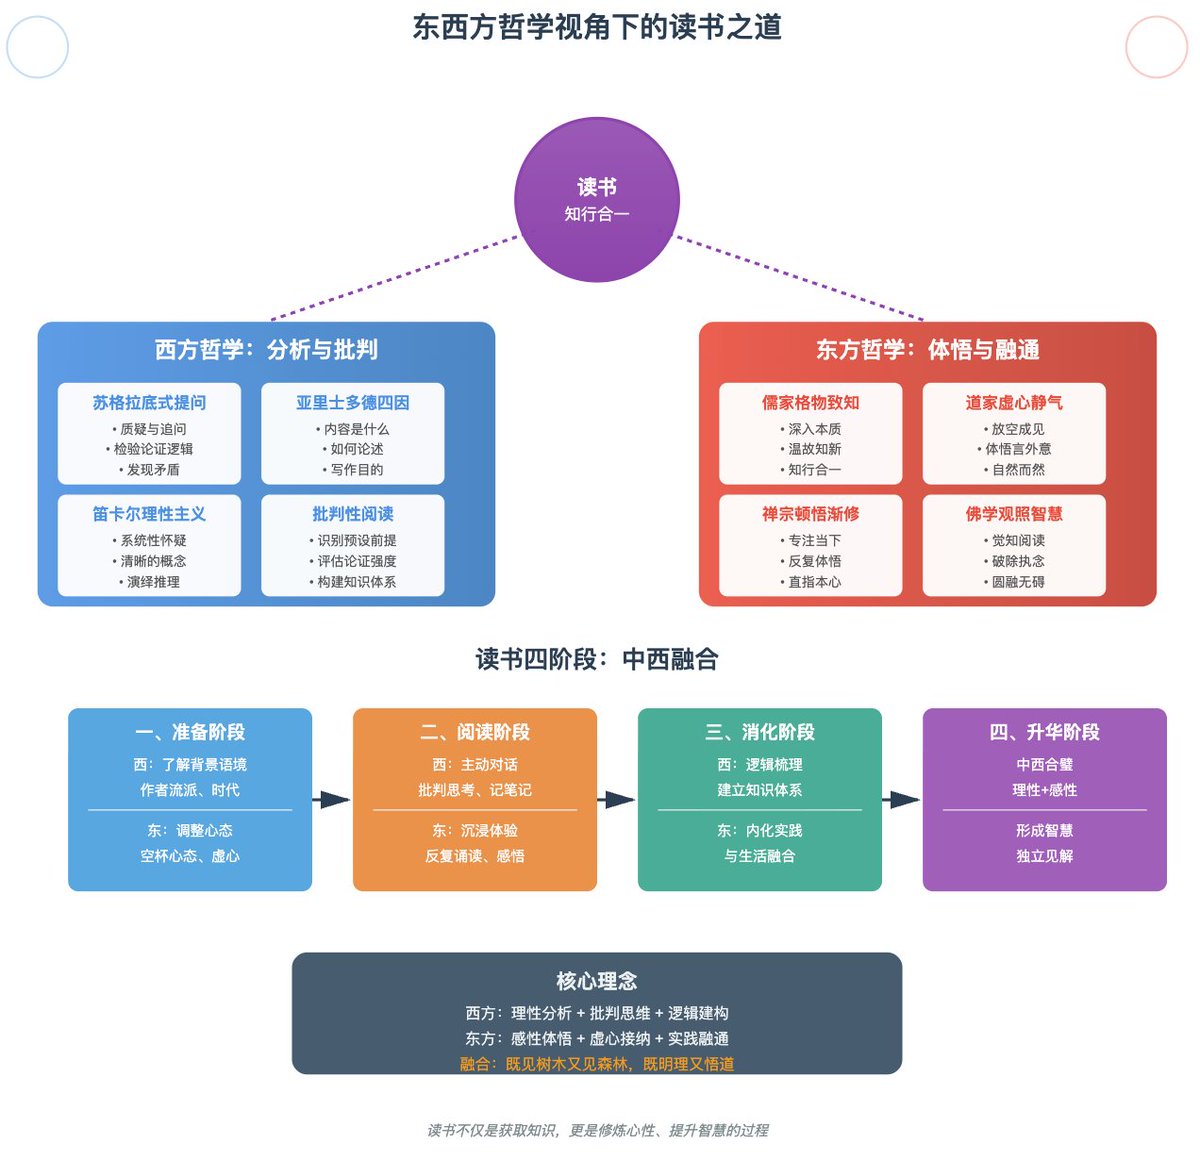 东西方哲学视角下的读书之道
读书
知行合一
西方哲学：分析与批判
苏格拉底式提问
• 质疑与追问
• 检验论证逻辑
• 发现矛盾
亚里士多德四因
• 内容是什么
• 如何论述
• 写作目的
笛卡尔理性主义
• 系统性怀疑
• 清晰的概念
• 演绎推理
批判性阅读
• 识别预设前提
• 评估论证强度
• 构建知识体系
东方哲学：体悟与融通
儒家格物致知
• 深入本质
• 温故知新
• 知行合一
道家虚心静气
• 放空成见
• 体悟言外意
• 自然而然
禅宗顿悟渐修
• 专注当下
• 反复体悟
• 直指本心
佛学观照智慧
• 觉知阅读
• 破除执念
• 圆融无碍
读书四阶段：中西融合
一、准备阶段
西：了解背景语境
作者流派、时代
东：调整心态
空杯心态、虚心
二、阅读阶段
西：主动对话
批判思考、记笔记
东：沉浸体验
反复诵读、感悟
三、消化阶段
西：逻辑梳理
建立知识体系
东：内化实践
与生活融合
四、升华阶段
中西合璧
理性+感性
形成智慧
独立见解
核心理念
西方：理性分析 + 批判思维 + 逻辑建构
东方：感性体悟 + 虚心接纳 + 实践融通
融合：既见树木又见森林，既明理又悟道
读书不仅是获取知识，更是修炼心性、提升智慧的过程